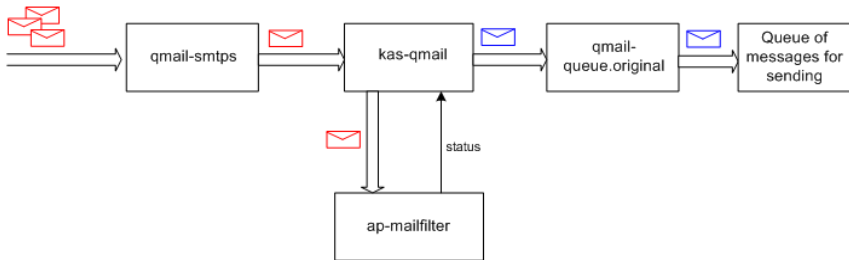 qmail-smtps
kas-qmail
qmail-
queue.original
Queue of
messages for
sending
status
ap-mailfilter